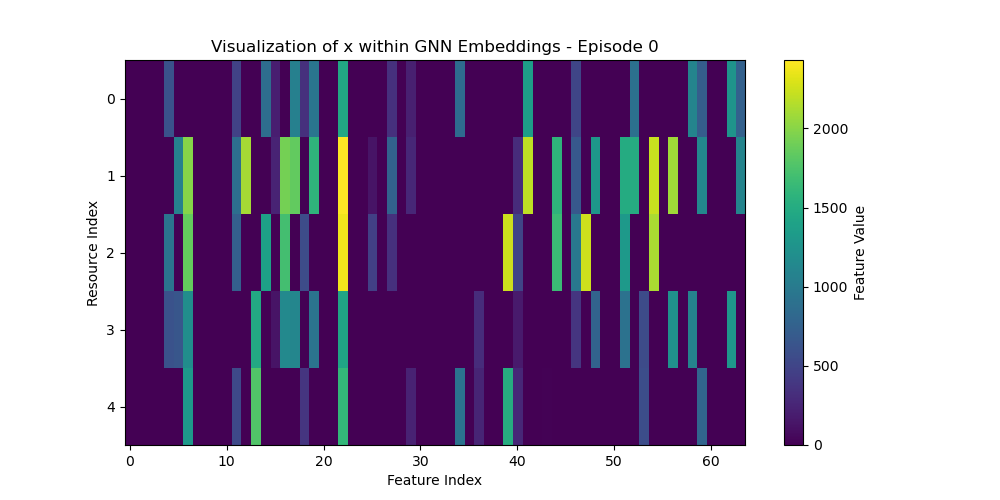 Visualization of x within GNN Embeddings - Episode 0
Resource Index
0
1
2
3
4
0 10 20 30 40 50 60
Feature Index
2000
1500
1000
500
0
Feature Value